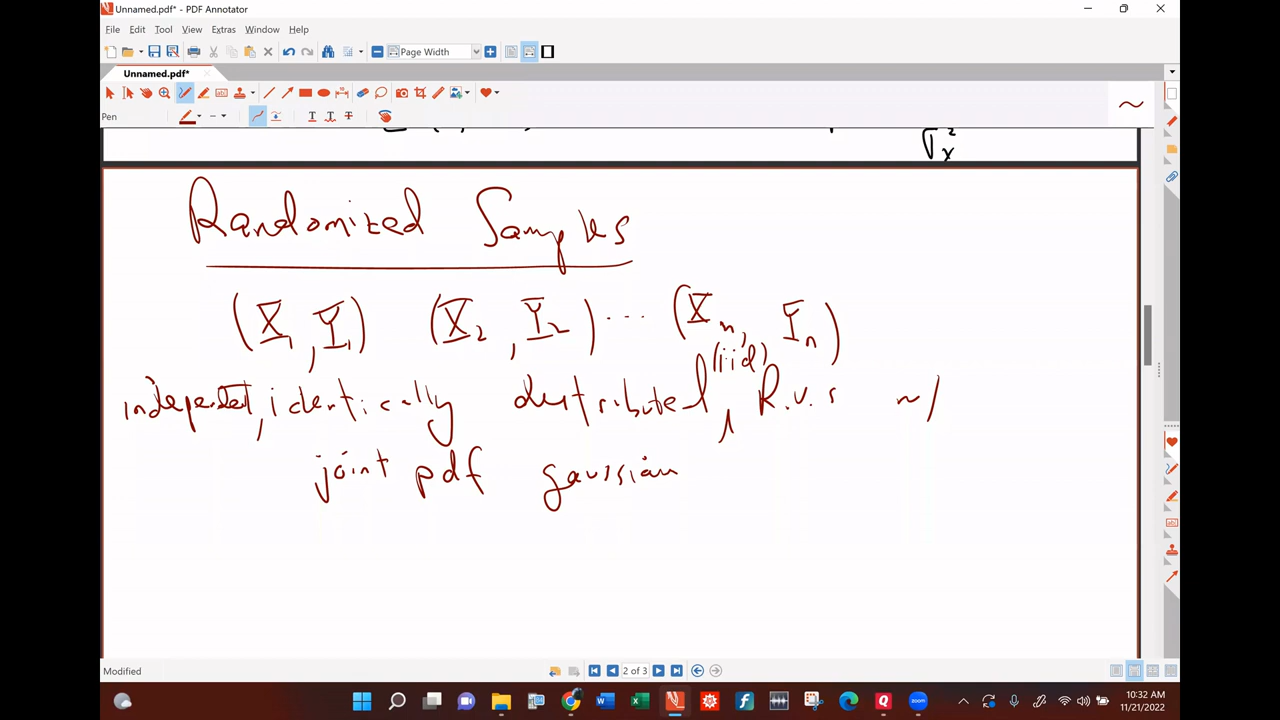 Unnamed.pdf* - PDF Annotator
File Edit Tool View Extras Window Help
Page Width
Unnamed.pdf*
Pen
σ²x
Randomized Samples
(X₁, Y₁) (X₂, Y₂) ... (Xₙ, Yₙ)
(iid)
independent, identically distributed, R.v.s w/
joint pdf gaussian
Modified
2 of 3
10:32 AM
11/21/2022